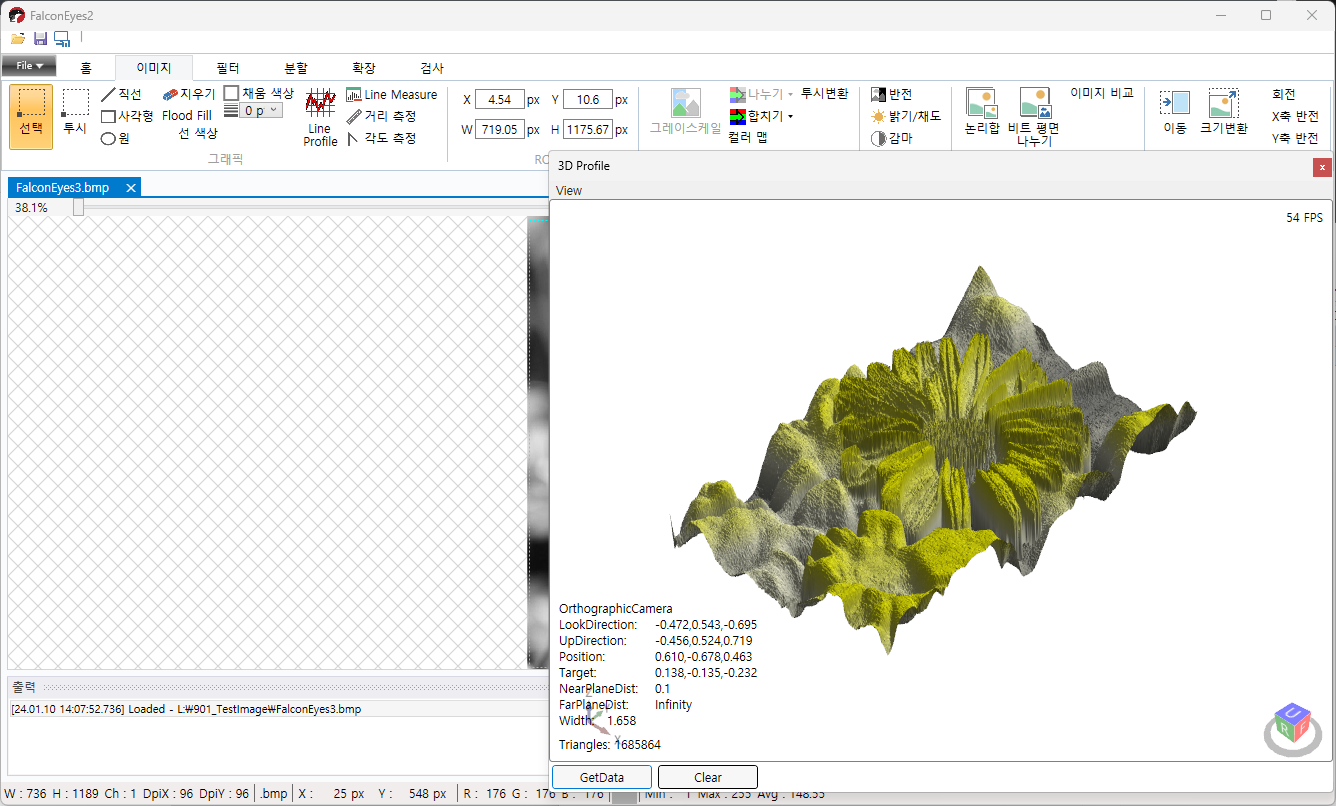 FalconEyes2
File
홈 이미지 필터 분할 확장 검사
선택
투시
직선
사각형
원
지우기
Flood Fill
선 색상
채움 색상
0 p
Line Profile
Line Measure
거리 측정
각도 측정
그래픽
X 4.54 px Y 10.6 px
W 719.05 px H 1175.67 px
그레이스케일
나누기
합치기
컬러 맵
투시변환
반전
밝기/채도
감마
논리합
비트 평면
나누기
이미지 비교
이동
크기변환
회전
X축 반전
Y축 반전
FalconEyes3.bmp
38.1%
3D Profile
View
54 FPS
OrthographicCamera
LookDirection: -0.472,0.543,-0.695
UpDirection: -0.456,0.524,0.719
Position: 0.610,-0.678,0.463
Target: 0.138,-0.135,-0.232
NearPlaneDist: 0.1
FarPlaneDist: Infinity
Width: 1.658
Triangles: 1685864
Z
X
U
R F
GetData
Clear
출력
[24.01.10 14:07:52.736] Loaded - L:₩901_TestImage₩FalconEyes3.bmp
W : 736 H : 1189 Ch : 1 DpiX : 96 DpiY : 96 .bmp X : 25 px Y : 548 px R : 176 G : 176 B : 176 Min : 1 Max : 255 Avg : 148.55